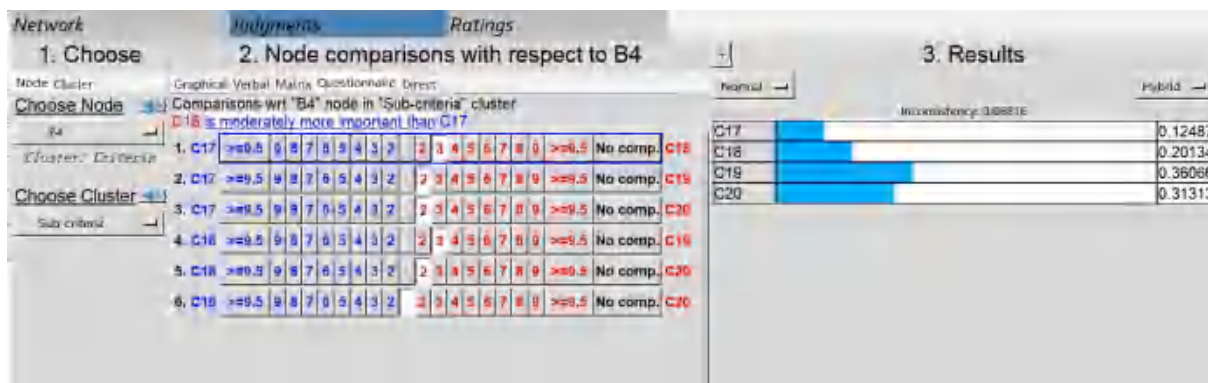 Network Judgments Ratings
1. Choose 2. Node comparisons with respect to B4 3. Results
Node Cluster Graphical Verbal Matrix Questionnaire Direct Normal Hybrid
Choose Node Comparisons wrt "B4" node in "Sub-criteria" cluster
C18 is moderately more important than C17
B4
Cluster: Criteria
Choose Cluster
Sub-criteria
1. C17 >=9.5 9 8 7 6 5 4 3 2 2 3 4 5 6 7 8 9 >=9.5 No comp. C18
2. C17 >=9.5 9 8 7 6 5 4 3 2 2 3 4 5 6 7 8 9 >=9.5 No comp. C19
3. C17 >=9.5 9 8 7 6 5 4 3 2 2 3 4 5 6 7 8 9 >=9.5 No comp. C20
4. C18 >=9.5 9 8 7 6 5 4 3 2 2 3 4 5 6 7 8 9 >=9.5 No comp. C19
5. C18 >=9.5 9 8 7 6 5 4 3 2 2 3 4 5 6 7 8 9 >=9.5 No comp. C20
6. C19 >=9.5 9 8 7 6 5 4 3 2 2 3 4 5 6 7 8 9 >=9.5 No comp. C20
Inconsistency:
C17 0.12487
C18 0.20134
C19 0.36066
C20 0.31313